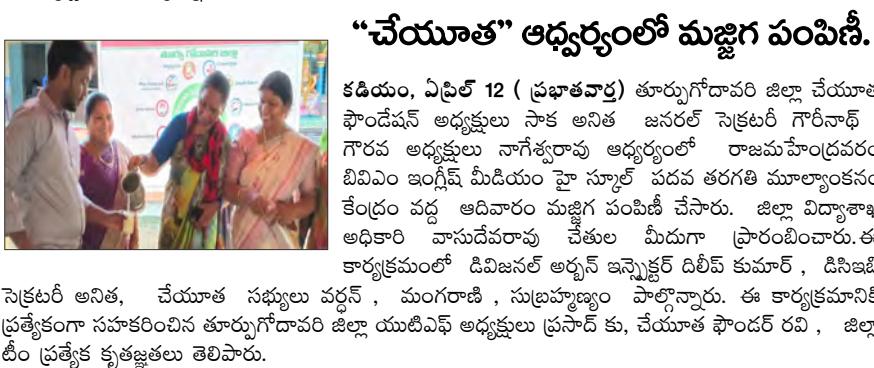 “చేయూత” ఆధ్వర్యంలో మజ్జిగ పంపిణీ.
తూర్పు గోదావరి జిల్లా
కడియం, ఏప్రిల్ 12 ( ప్రభాతవార్త) తూర్పుగోదావరి జిల్లా చేయూత
ఫౌండేషన్ అధ్యక్షులు సాక అనిత జనరల్ సెక్రటరీ గౌరీనాథ్
గౌరవ అధ్యక్షులు నాగేశ్వరావు ఆధ్యర్యంలో రాజమహేంద్రవరం
బివిఎం ఇంగ్లీష్ మీడియం హై స్కూల్ పదవ తరగతి మూల్యాంకనం
కేంద్రం వద్ద ఆదివారం మజ్జిగ పంపిణీ చేసారు. జిల్లా విద్యాశాఖ
అధికారి వాసుదేవరావు చేతుల మీదుగా ప్రారంబించారు.ఈ
కార్యక్రమంలో డివిజనల్ అర్బన్ ఇన్స్పెక్టర్ దిలీప్ కుమార్ , డిసిఇబి
సెక్రటరీ అనిత, చేయూత సభ్యులు వర్ధన్ , మంగరాణి , సుబ్రహ్మణ్యం పాల్గొన్నారు. ఈ కార్యక్రమానికి
ప్రత్యేకంగా సహకరించిన తూర్పుగోదావరి జిల్లా యుటిఎఫ్ అధ్యక్షులు ప్రసాద్ కు, చేయూత ఫౌండర్ రవి , జిల్లా
టీం ప్రత్యేక కృతజ్ఞతలు తెలిపారు.